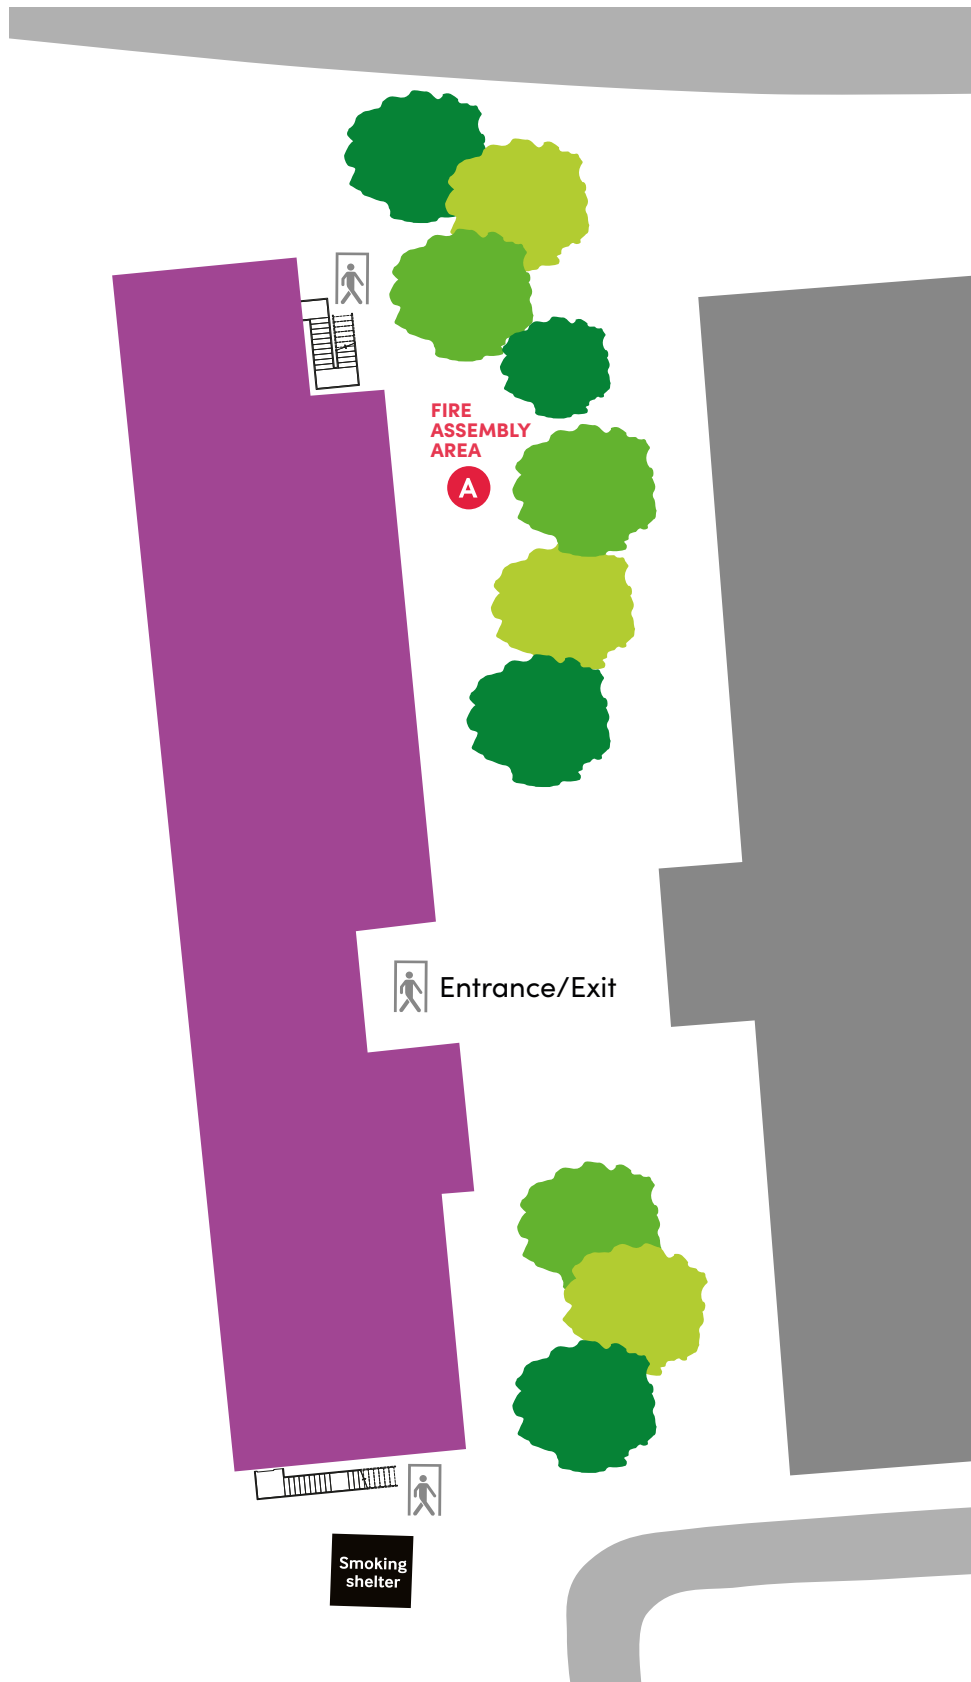 FIRE
ASSEMBLY
AREA
A
Entrance/Exit
Smoking
shelter